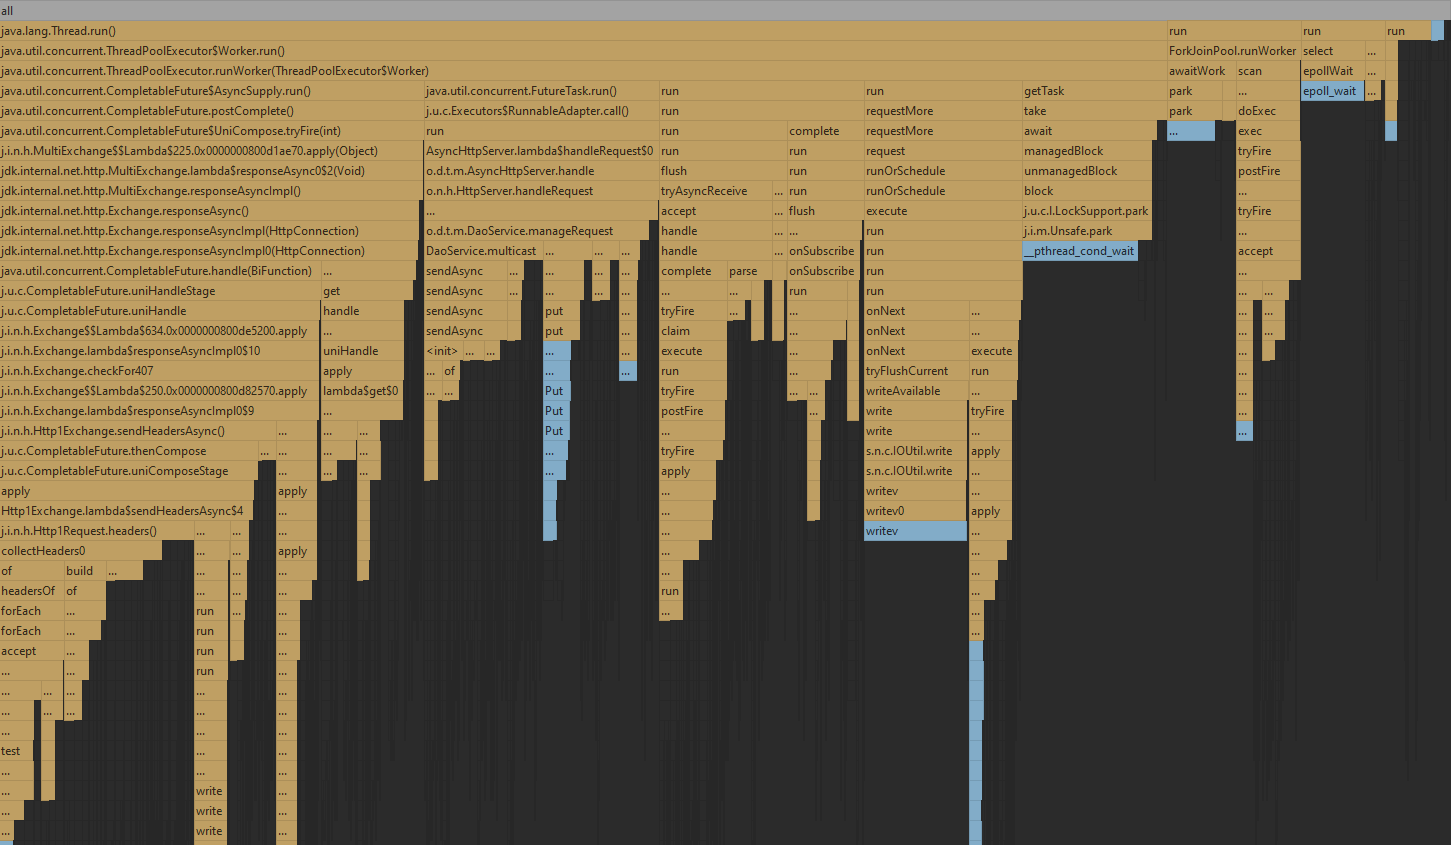 all
java.lang.Thread.run() run run run
java.util.concurrent.ThreadPoolExecutor$Worker.run() ForkJoinPool.runWorker select ...
java.util.concurrent.ThreadPoolExecutor.runWorker(ThreadPoolExecutor$Worker) awaitWork scan epollWait ...
java.util.concurrent.CompletableFuture$AsyncSupply.run() java.util.concurrent.FutureTask.run() run run getTask park ... epoll_wait ...
java.util.concurrent.CompletableFuture.postComplete() j.u.c.Executors$RunnableAdapter.call() run requestMore take park doExec
java.util.concurrent.CompletableFuture$UniCompose.tryFire(int) run run complete requestMore await ... exec
j.i.n.h.MultiExchange$$Lambda$225.0x0000000800d1ae70.apply(Object) AsyncHttpServer.lambda$handleRequest$0 run run request managedBlock tryFire
jdk.internal.net.http.MultiExchange.lambda$responseAsync0$2(Void) o.d.t.m.AsyncHttpServer.handle flush run runOrSchedule unmanagedBlock postFire
jdk.internal.net.http.MultiExchange.responseAsyncImpl() o.n.h.HttpServer.handleRequest tryAsyncReceive ... run runOrSchedule block ...
jdk.internal.net.http.Exchange.responseAsync() ... accept ... flush execute j.u.c.l.LockSupport.park tryFire
jdk.internal.net.http.Exchange.responseAsyncImpl(HttpConnection) o.d.t.m.DaoService.manageRequest handle ... ... run j.i.m.Unsafe.park ...
jdk.internal.net.http.Exchange.responseAsyncImpl0(HttpConnection) DaoService.multicast ... ... ... handle ... onSubscribe run __pthread_cond_wait accept
java.util.concurrent.CompletableFuture.handle(BiFunction) ... sendAsync ... ... ... ... complete parse ... onSubscribe run ...
j.u.c.CompletableFuture.uniHandleStage get sendAsync ... ... ... ... ... ... ... run run ... ...
j.u.c.CompletableFuture.uniHandle handle sendAsync ... put ... tryFire ... ... ... onNext ... ... ...
j.i.n.h.Exchange$$Lambda$634.0x0000000800de5200.apply ... sendAsync ... put ... claim ... ... onNext ... ... ...
j.i.n.h.Exchange.lambda$responseAsyncImpl0$10 uniHandle <init> ... ... ... ... execute ... onNext execute ... ...
j.i.n.h.Exchange.checkFor407 apply ... of ... ... run ... tryFlushCurrent run ...
j.i.n.h.Exchange$$Lambda$250.0x0000000800d82570.apply lambda$get$0 ... ... Put tryFire ... ... writeAvailable ... ...
j.i.n.h.Exchange.lambda$responseAsyncImpl0$9 ... Put postFire ... write tryFire ...
j.i.n.h.Http1Exchange.sendHeadersAsync() ... ... ... Put ... ... write ... ...
j.u.c.CompletableFuture.thenCompose ... ... ... ... ... tryFire ... s.n.c.IOUtil.write apply
j.u.c.CompletableFuture.uniComposeStage ... ... ... ... apply ... s.n.c.IOUtil.write ...
apply apply ... ... writev ...
Http1Exchange.lambda$sendHeadersAsync$4 ... ... writev0 apply
j.i.n.h.Http1Request.headers() ... ... ... ... writev ...
collectHeaders0 ... ... apply ... ...
of build ... ... ... ... ... ...
headersOf of ... ... ... run ...
forEach ... run ... ... ... ...
forEach ... run ... ...
accept ... run ...
... ... run ...
... ... ... ... ...
... ... ... ... ...
... ... ...
test ... ...
... ... ...
... write ...
... write ...
... write ...